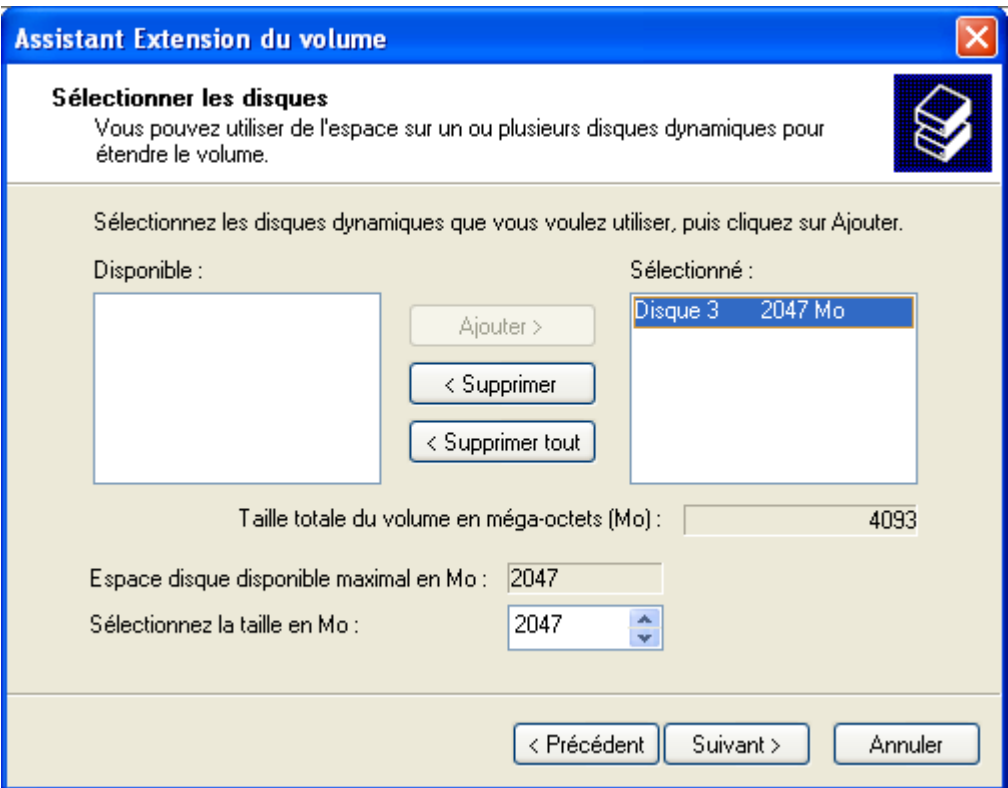 Assistant Extension du volume
Sélectionner les disques
Vous pouvez utiliser de l'espace sur un ou plusieurs disques dynamiques pour
étendre le volume.
Sélectionnez les disques dynamiques que vous voulez utiliser, puis cliquez sur Ajouter.
Disponible :
Sélectionné :
Ajouter >
Disque 3 2047 Mo
< Supprimer
< Supprimer tout
Taille totale du volume en méga-octets (Mo) : 4093
Espace disque disponible maximal en Mo : 2047
Sélectionnez la taille en Mo : 2047
< Précédent Suivant > Annuler